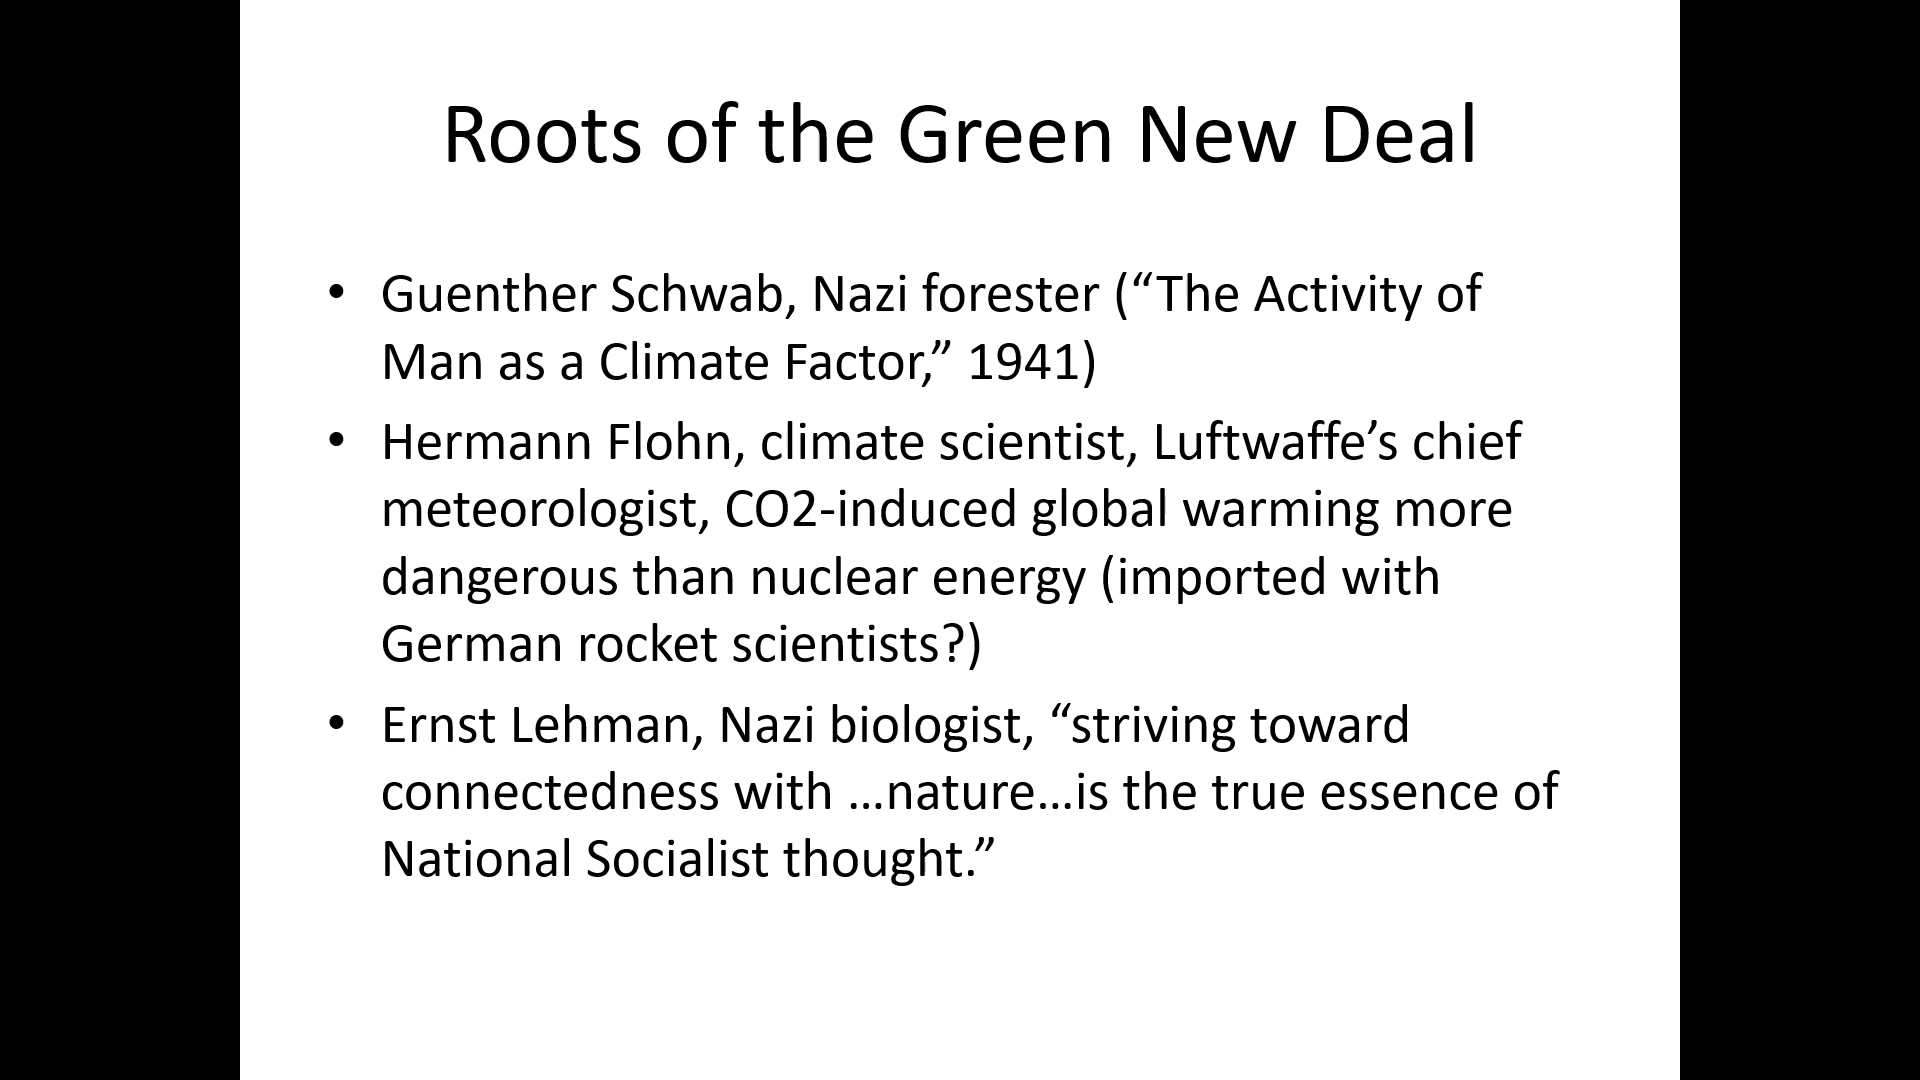 Roots of the Green New Deal
• Guenther Schwab, Nazi forester (“The Activity of
Man as a Climate Factor,” 1941)
• Hermann Flohn, climate scientist, Luftwaffe’s chief
meteorologist, CO2-induced global warming more
dangerous than nuclear energy (imported with
German rocket scientists?)
• Ernst Lehman, Nazi biologist, “striving toward
connectedness with …nature…is the true essence of
National Socialist thought.”